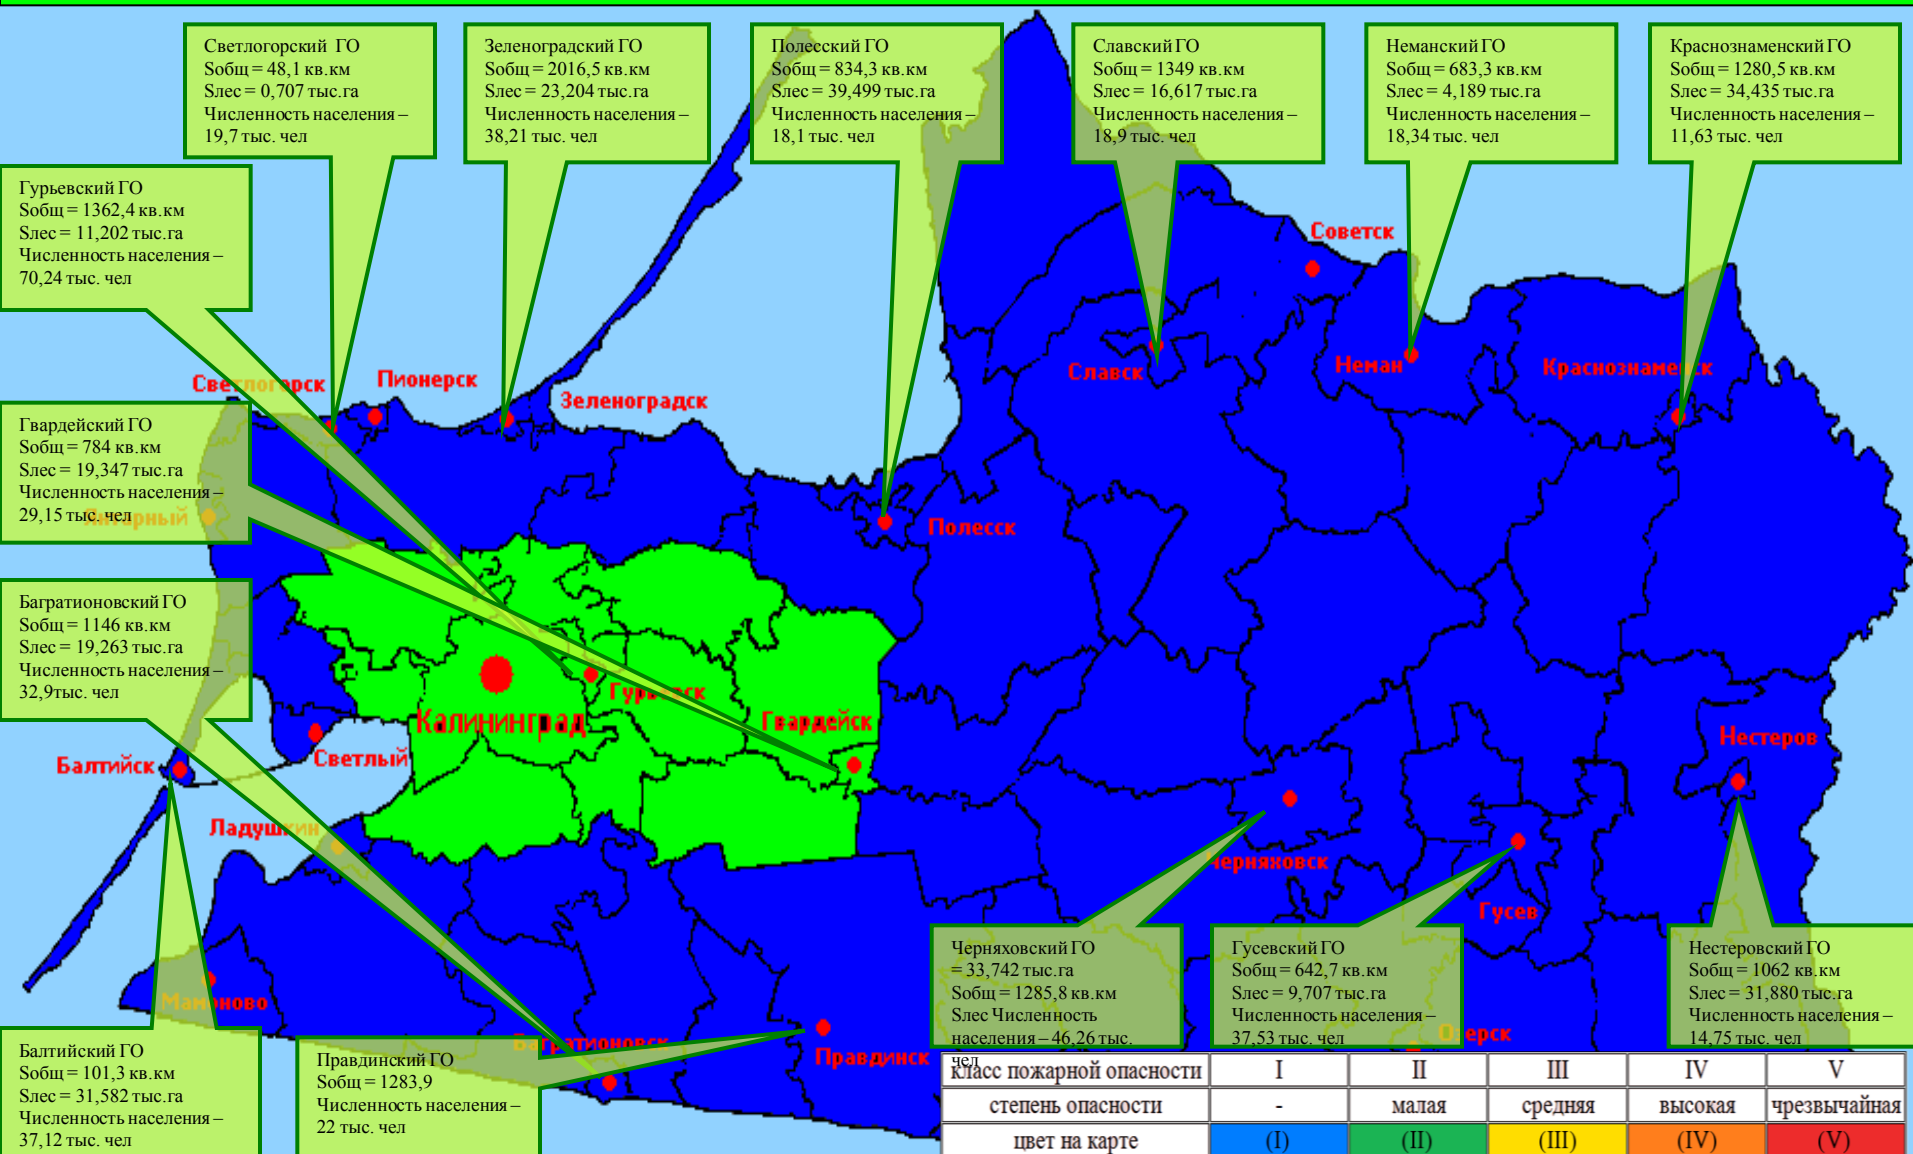 Светлогорский ГО
Sобщ = 48,1 кв.км
Sлес = 0,707 тыс.га
Численность населения –
19,7 тыс. чел
Зеленоградский ГО
Sобщ = 2016,5 кв.км
Sлес = 23,204 тыс.га
Численность населения –
38,21 тыс. чел
Полесский ГО
Sобщ = 834,3 кв.км
Sлес = 39,499 тыс.га
Численность населения –
18,1 тыс. чел
Славский ГО
Sобщ = 1349 кв.км
Sлес = 16,617 тыс.га
Численность населения –
18,9 тыс. чел
Неманский ГО
Sобщ = 683,3 кв.км
Sлес = 4,189 тыс.га
Численность населения –
18,34 тыс. чел
Краснознаменский ГО
Sобщ = 1280,5 кв.км
Sлес = 34,435 тыс.га
Численность населения –
11,63 тыс. чел
Гурьевский ГО
Sобщ = 1362,4 кв.км
Sлес = 11,202 тыс.га
Численность населения –
70,24 тыс. чел
Советск
Славск
Неман
Краснознаменск
Светлогорск
Пионерск
Зеленоградск
Гвардейский ГО
Sобщ = 784 кв.км
Sлес = 19,347 тыс.га
Численность населения –
29,15 тыс. чел
Янтарный
Полесск
Багратионовский ГО
Sобщ = 1146 кв.км
Sлес = 19,263 тыс.га
Численность населения –
32,9тыс. чел
Гурьевск
Калининград
Гвардейск
Нестеров
Балтийск
Светлый
Ладушкин
Черняховск
Гусев
Мамоново
Багратионовск
Правдинск
Озерск
Черняховский ГО
= 33,742 тыс.га
Sобщ = 1285,8 кв.км
Sлес Численность
населения – 46,26 тыс.
чел
Гусевский ГО
Sобщ = 642,7 кв.км
Sлес = 9,707 тыс.га
Численность населения –
37,53 тыс. чел
Нестеровский ГО
Sобщ = 1062 кв.км
Sлес = 31,880 тыс.га
Численность населения –
14,75 тыс. чел
Балтийский ГО
Sобщ = 101,3 кв.км
Sлес = 31,582 тыс.га
Численность населения –
37,12 тыс. чел
Правдинский ГО
Sобщ = 1283,9
Численность населения –
22 тыс. чел
класс пожарной опасности I II III IV V
степень опасности - малая средняя высокая чрезвычайная
цвет на карте (I) (II) (III) (IV) (V)